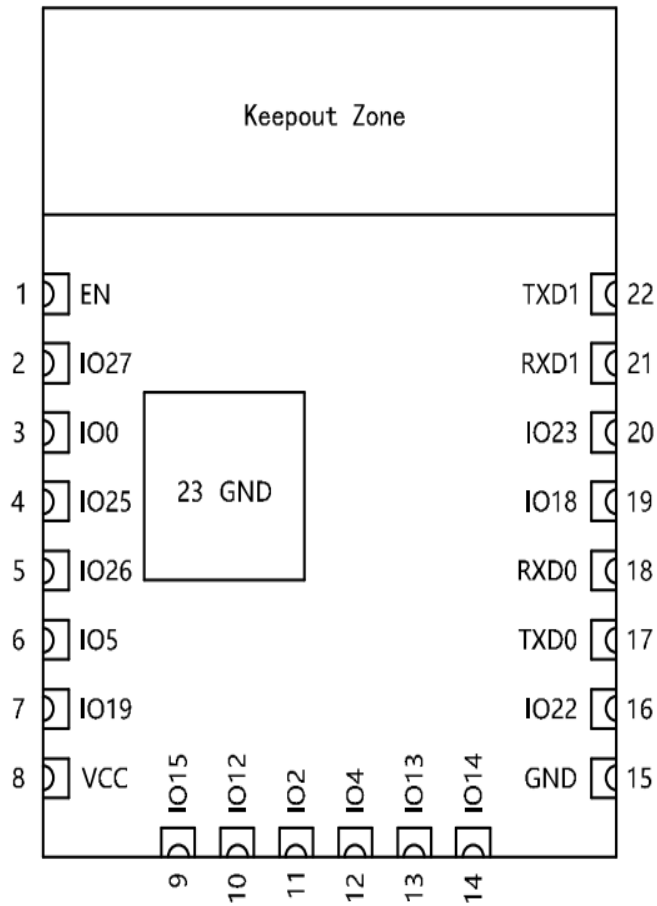 Keepout Zone
1 EN TXD1 22
2 IO27 RXD1 21
3 IO0 IO23 20
4 IO25 23 GND IO18 19
5 IO26 RXD0 18
6 IO5 TXD0 17
7 IO19 IO22 16
8 VCC IO15 IO12 IO2 IO4 IO13 IO14 GND 15
9 10 11 12 13 14